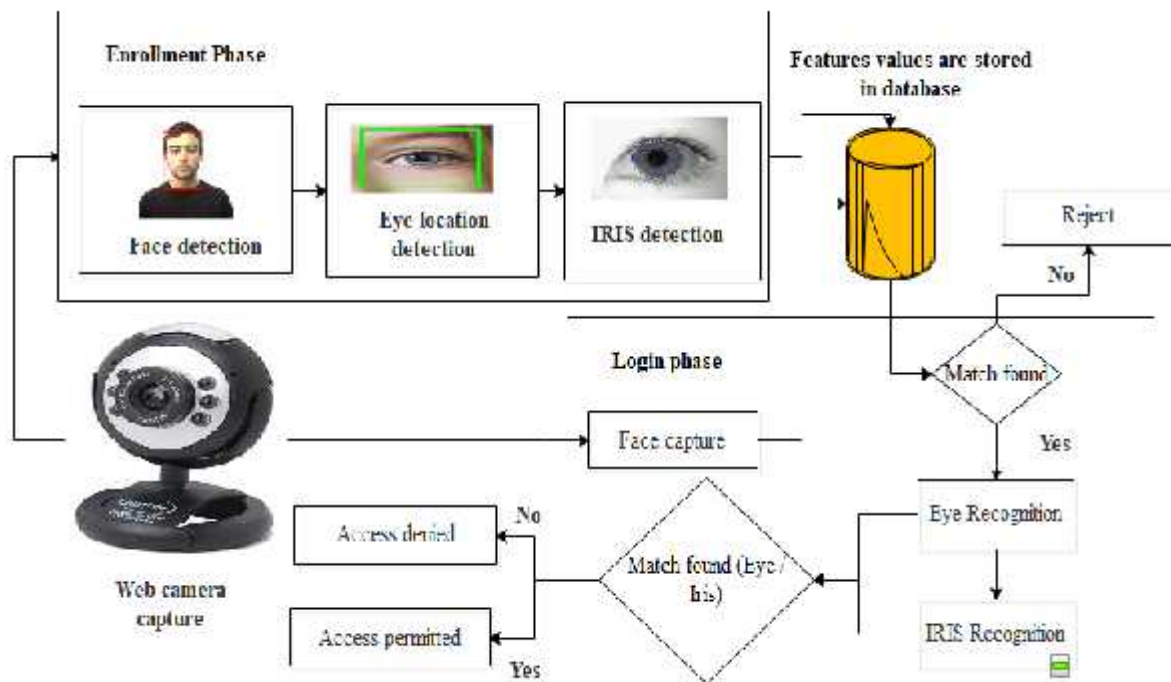 Enrollment Phase
Features values are stored
in database
Face detection
Eye location
detection
IRIS detection
Reject
No
Login phase
Match found
Face capture
Yes
Eye Recognition
Access denied
No
Match found (Eye /
Iris)
Web camera
capture
Access permitted
Yes
IRIS Recognition